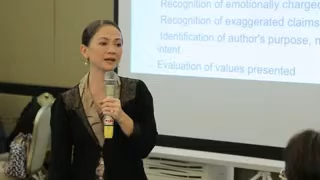 Recognition of emotionally charged
Recognition of exaggerated claims
Identification of author's purpose,
intent
- Evaluation of values presented